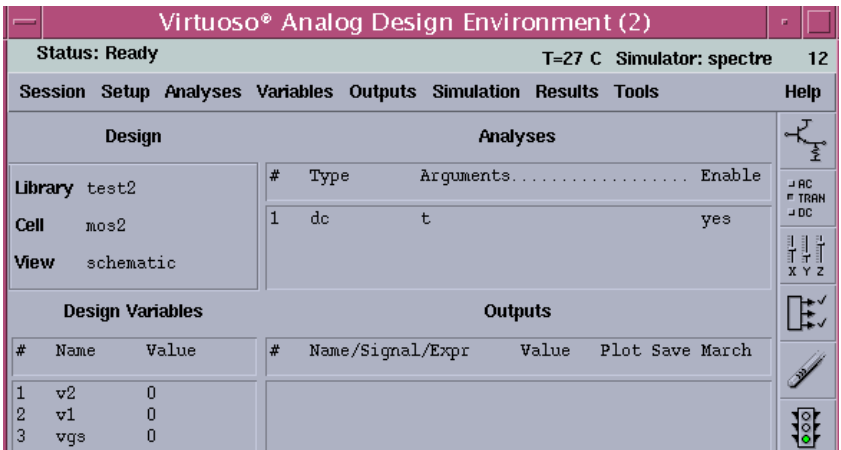 Virtuoso® Analog Design Environment (2)
Status: Ready T=27 C Simulator: spectre 12
Session Setup Analyses Variables Outputs Simulation Results Tools Help
Design
Library test2
Cell mos2
View schematic
Analyses
# Type Arguments................... Enable
1 dc t yes
Design Variables
# Name Value
1 v2 0
2 v1 0
3 vgs 0
Outputs
# Name/Signal/Expr Value Plot Save March
AC
TRAN
DC
X Y Z